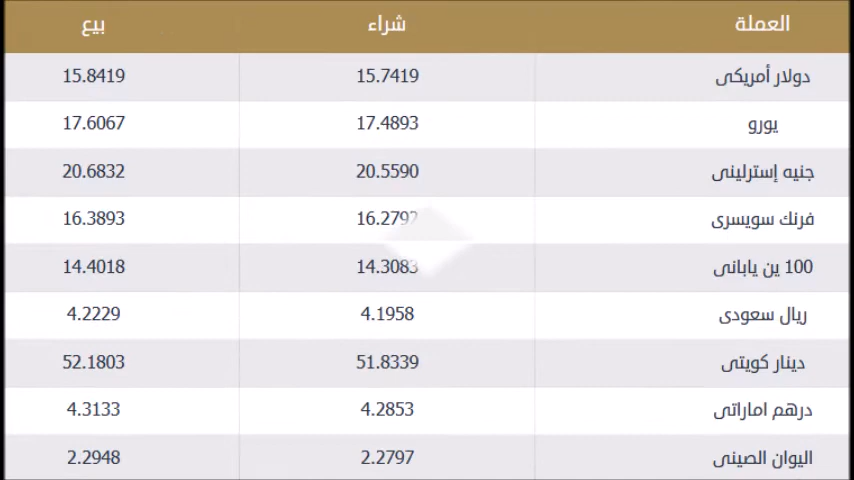 العملة شراء بيع
دولار أمريكى 15.7419 15.8419
يورو 17.4893 17.6067
جنيه إسترلينى 20.5590 20.6832
فرنك سويسرى 16.2792 16.3893
100 ين يابانى 14.3083 14.4018
ريال سعودى 4.1958 4.2229
دينار كويتى 51.8339 52.1803
درهم اماراتى 4.2853 4.3133
اليوان الصينى 2.2797 2.2948